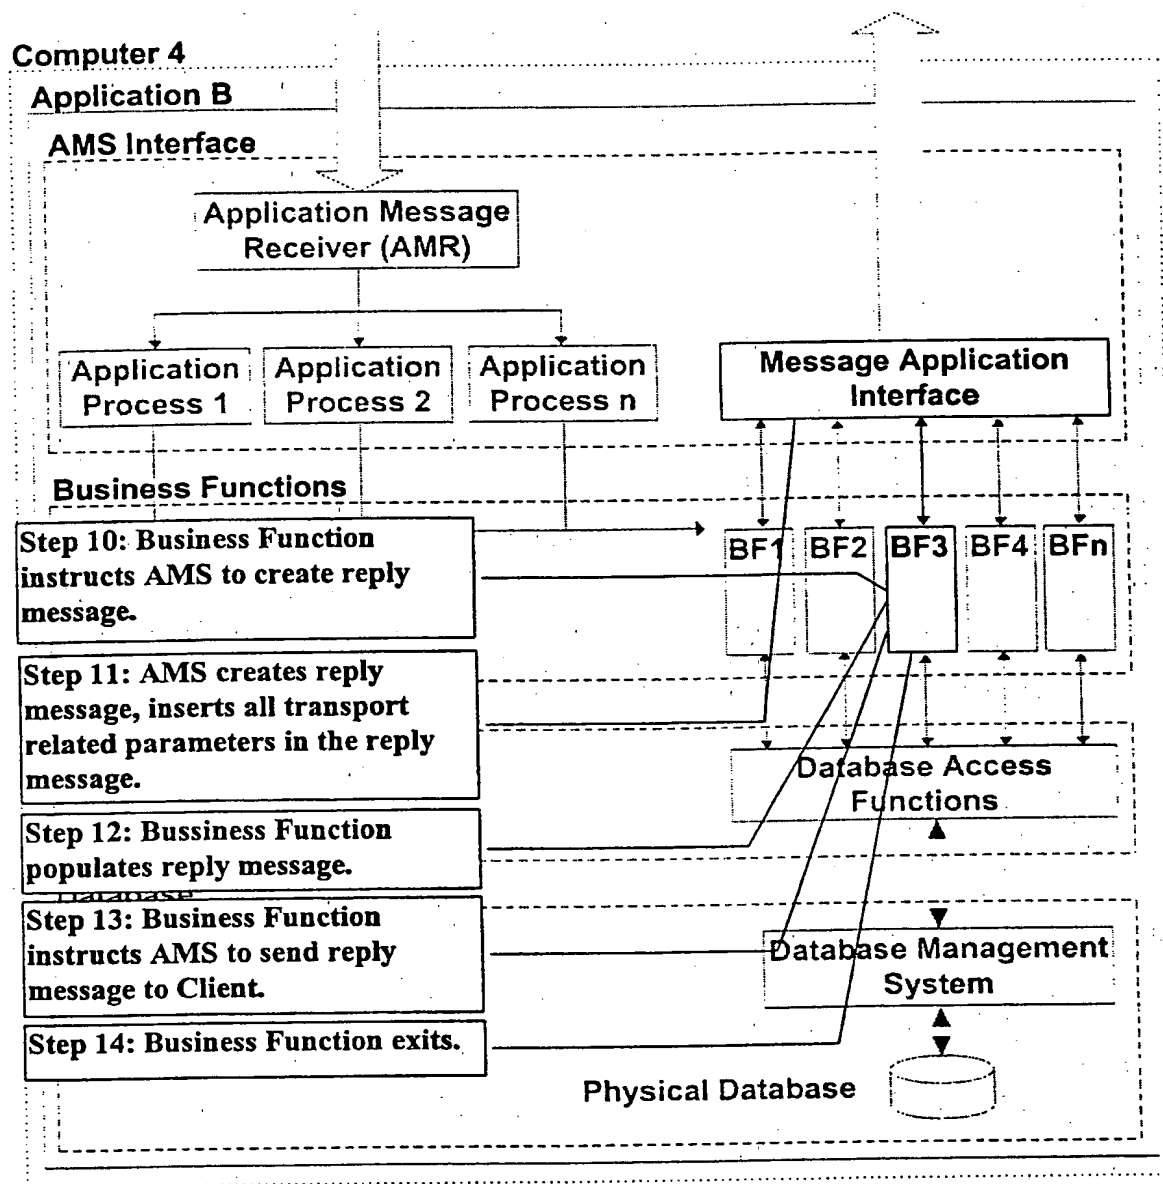 Computer 4
Application B
AMS Interface
Application Message
Receiver (AMR)
Application
Process 1
Application
Process 2
Application
Process n
Message Application
Interface
Business Functions
BF1
BF2
BF3
BF4
BFn
Step 10: Business Function
instructs AMS to create reply
message.
Step 11: AMS creates reply
message, inserts all transport
related parameters in the reply
message.
Database Access
Functions
Step 12: Bussiness Function
populates reply message.
Database
Step 13: Business Function
instructs AMS to send reply
message to Client.
Database Management
System
Step 14: Business Function exits.
Physical Database